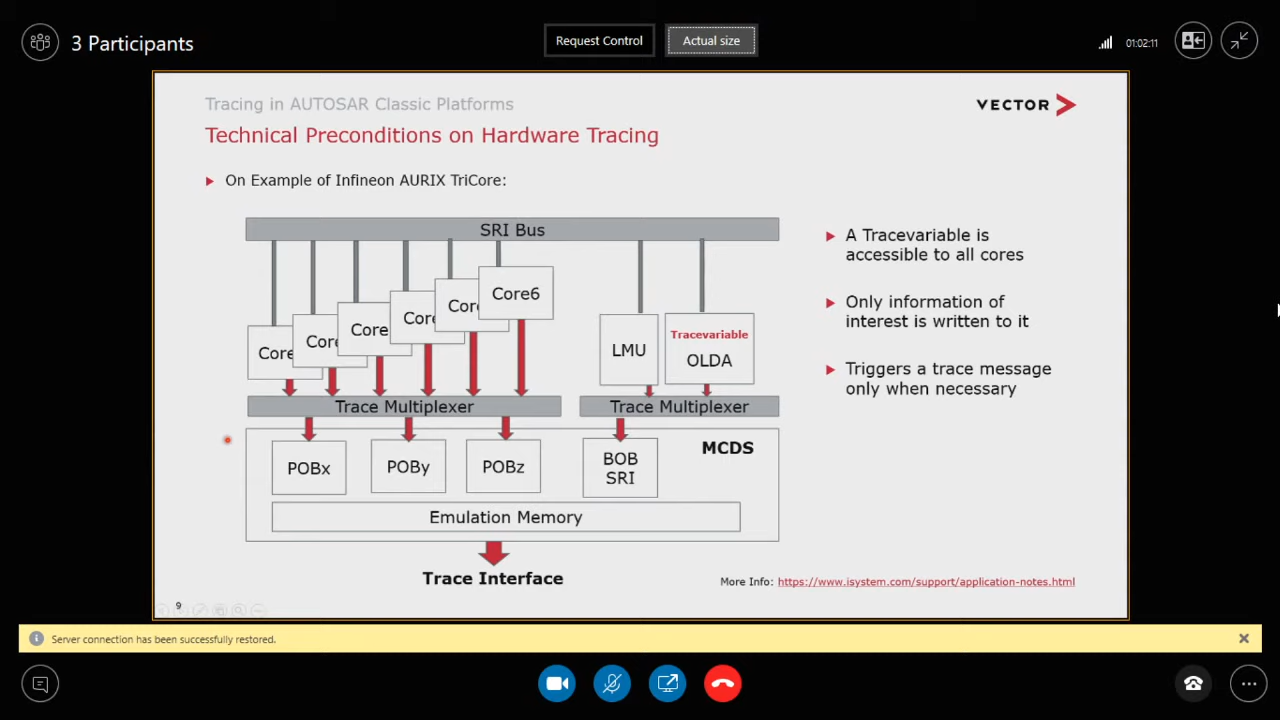 3 Participants
Request Control
Actual size
01:02:11
Tracing in AUTOSAR Classic Platforms
VECTOR
Technical Preconditions on Hardware Tracing
On Example of Infineon AURIX TriCore:
SRI Bus
Core6
Core
Core
Core
Core
Core
LMU
Tracevariable
OLDA
Trace Multiplexer
Trace Multiplexer
MCDS
POBx
POBy
POBz
BOB
SRI
Emulation Memory
Trace Interface
A Tracevariable is
accessible to all cores
Only information of
interest is written to it
Triggers a trace message
only when necessary
More Info: https://www.isystem.com/support/application-notes.html
9
Server connection has been successfully restored.